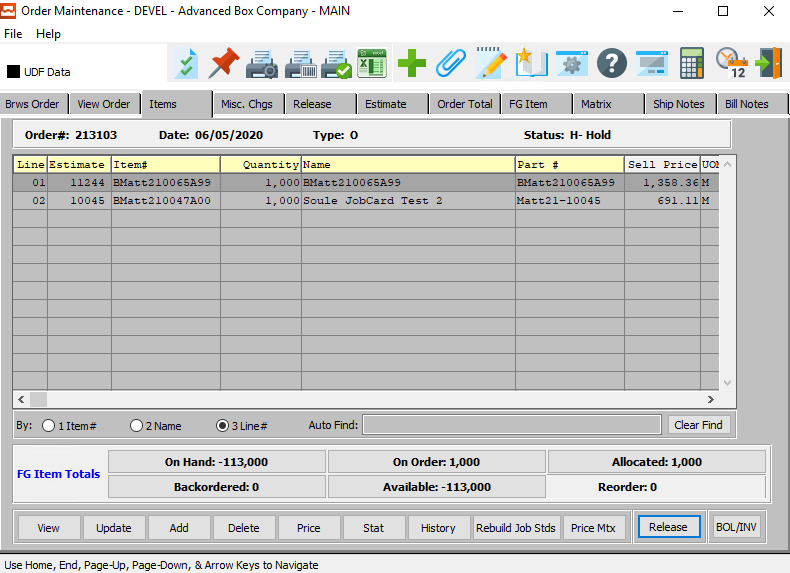 Order Maintenance - DEVEL - Advanced Box Company - MAIN
File Help
UDF Data
excel
12
Brws Order View Order Items Misc. Chgs Release Estimate Order Total FG Item Matrix Ship Notes Bill Notes
Order#: 213103 Date: 06/05/2020 Type: O Status: H- Hold
Line Estimate Item# Quantity Name Part # Sell Price UOM
01 11244 BMatt210065A99 1,000 BMatt210065A99 BMatt210065A99 1,358.36 M
02 10045 BMatt210047A00 1,000 Soule JobCard Test 2 Matt21-10045 691.11 M
By: 1 Item# 2 Name 3 Line# Auto Find: Clear Find
FG Item Totals
On Hand: -113,000 On Order: 1,000 Allocated: 1,000
Backordered: 0 Available: -113,000 Reorder: 0
View Update Add Delete Price Stat History Rebuild Job Stds Price Mtx Release BOL/INV
Use Home, End, Page-Up, Page-Down, & Arrow Keys to Navigate